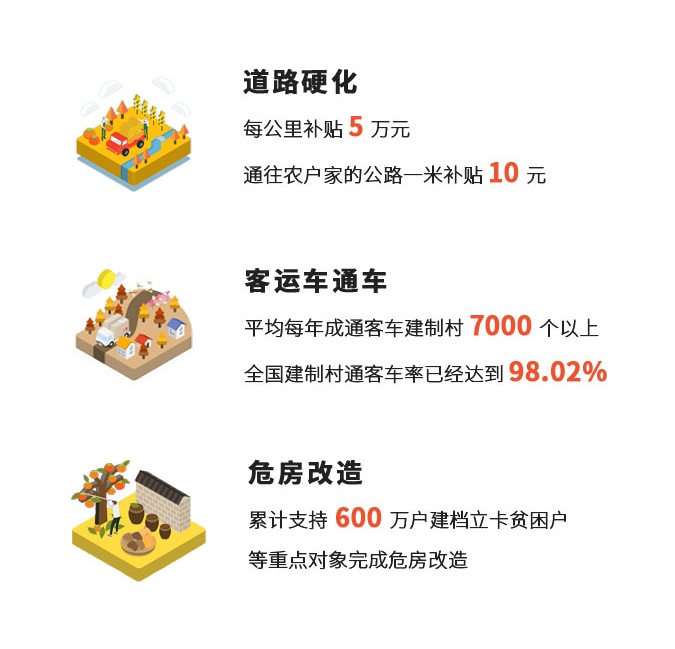 道路硬化
每公里补贴 5 万元
通往农户家的公路一米补贴 10 元
客运车通车
平均每年成通客车建制村 7000 个以上
全国建制村通客车率已经达到 98.02%
危房改造
累计支持 600 万户建档立卡贫困户
等重点对象完成危房改造